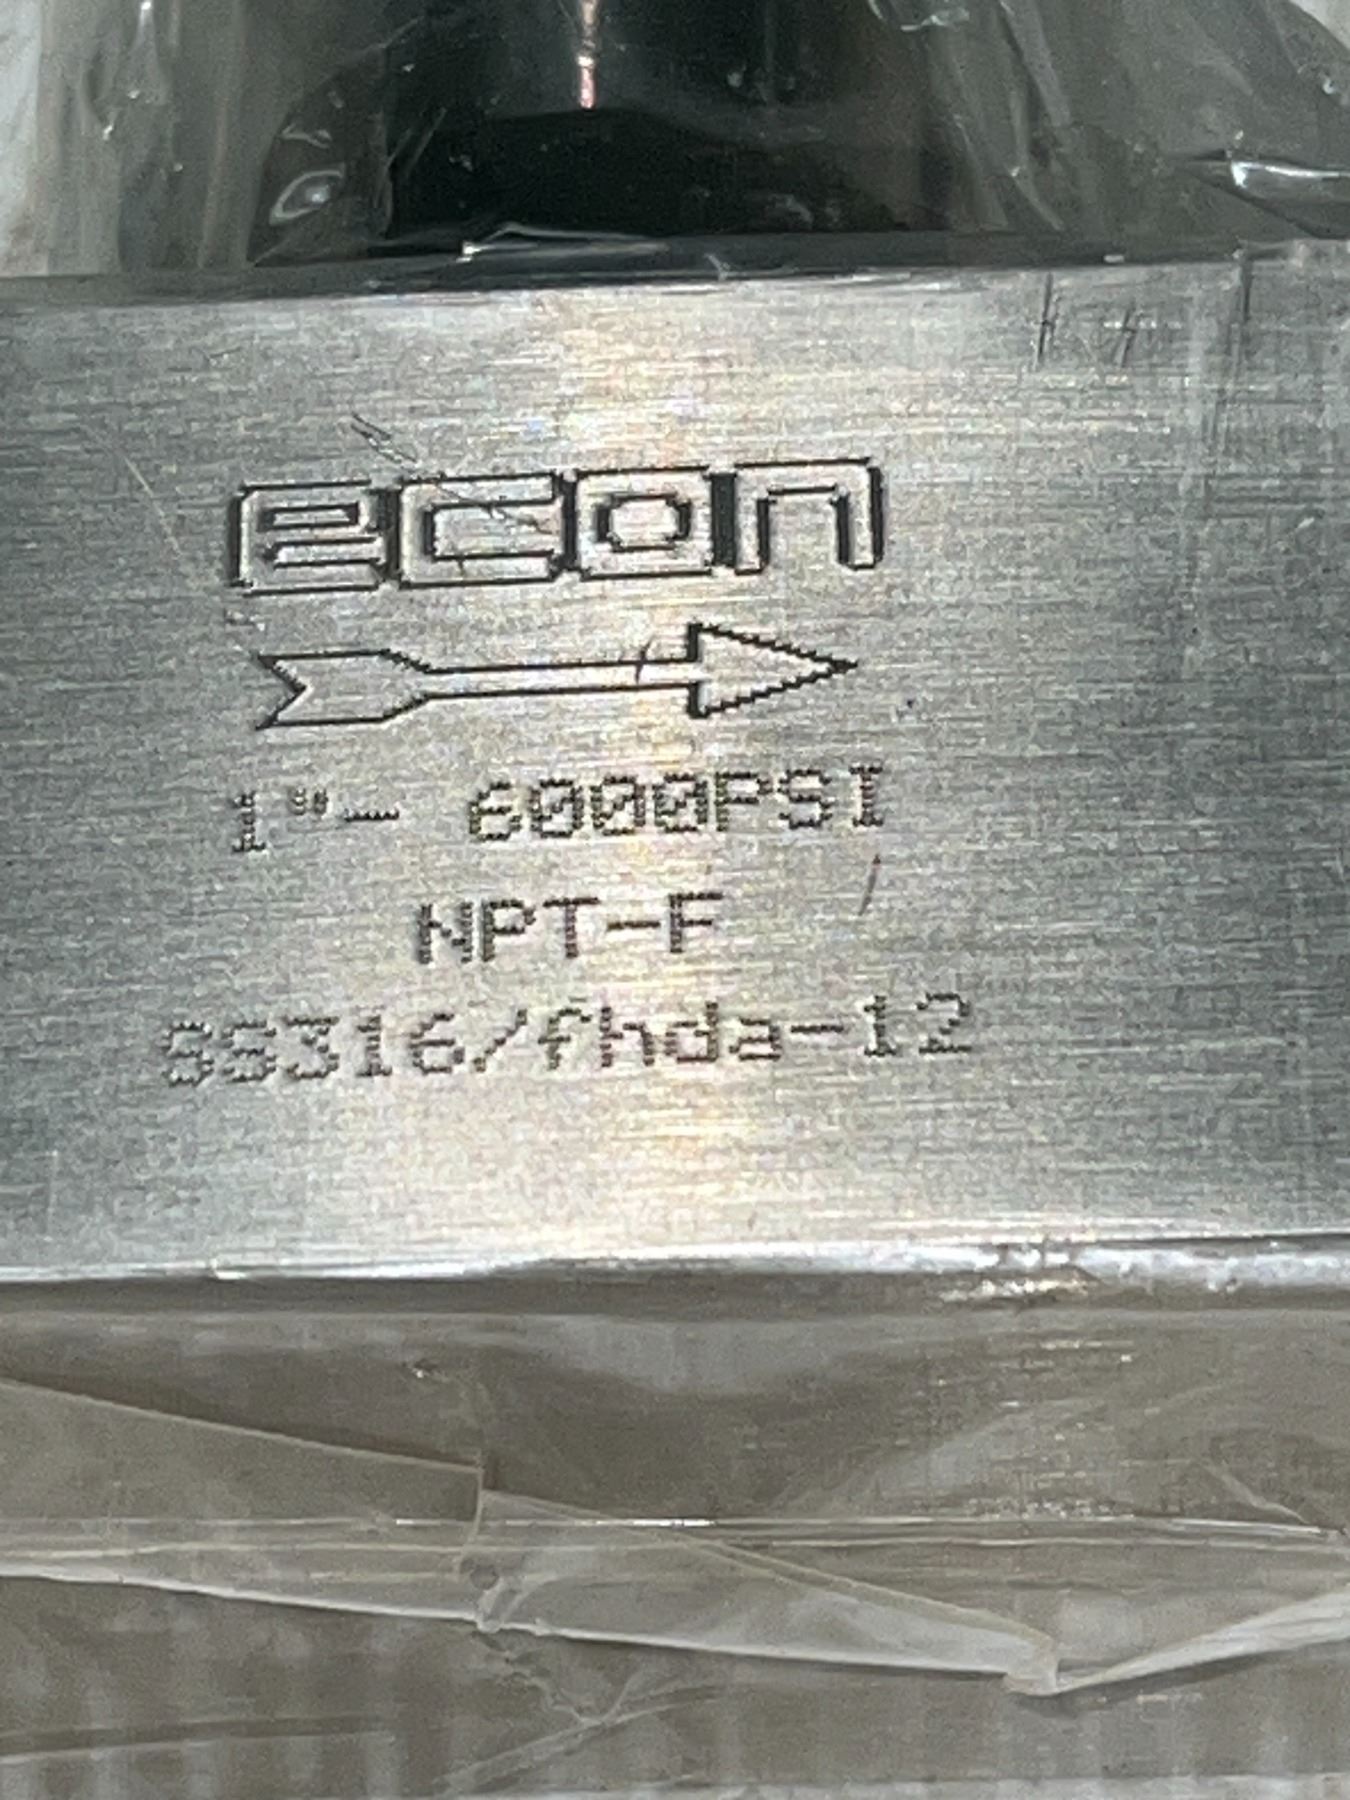 econ
1"- 6000PSI
NPT-F
SS316/fhda-12